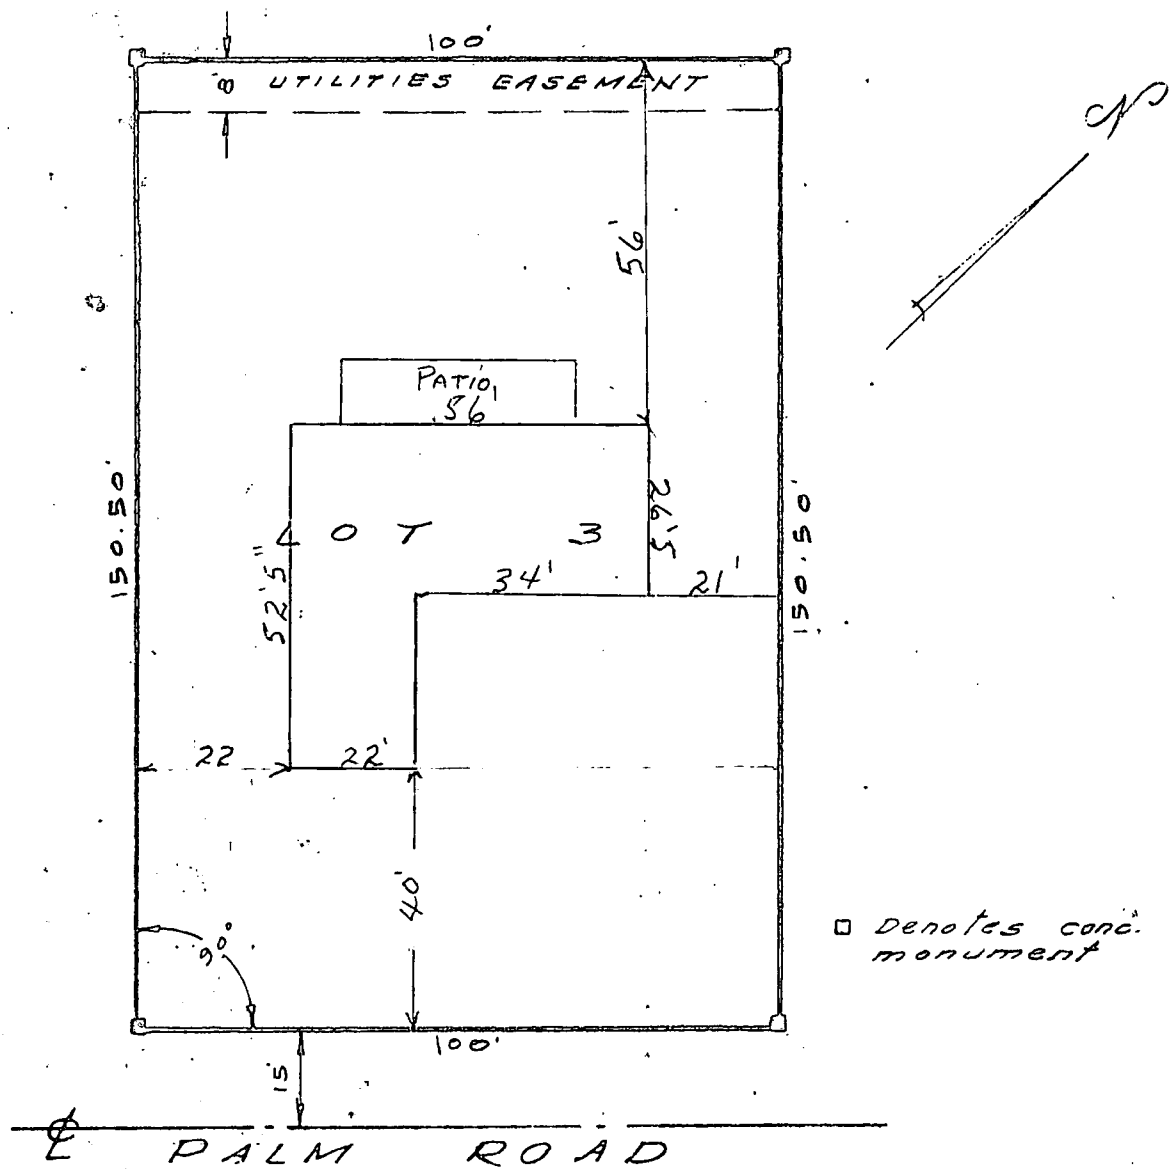 100'
8 UTILITIES EASEMENT
N
56'
PATIO
56'
150.50'
LOT 3
26'5
52'5"
34'
21'
150.50'
22
22'
40'
90°
□ Denotes conc.
monument
100'
15'
℄ PALM ROAD